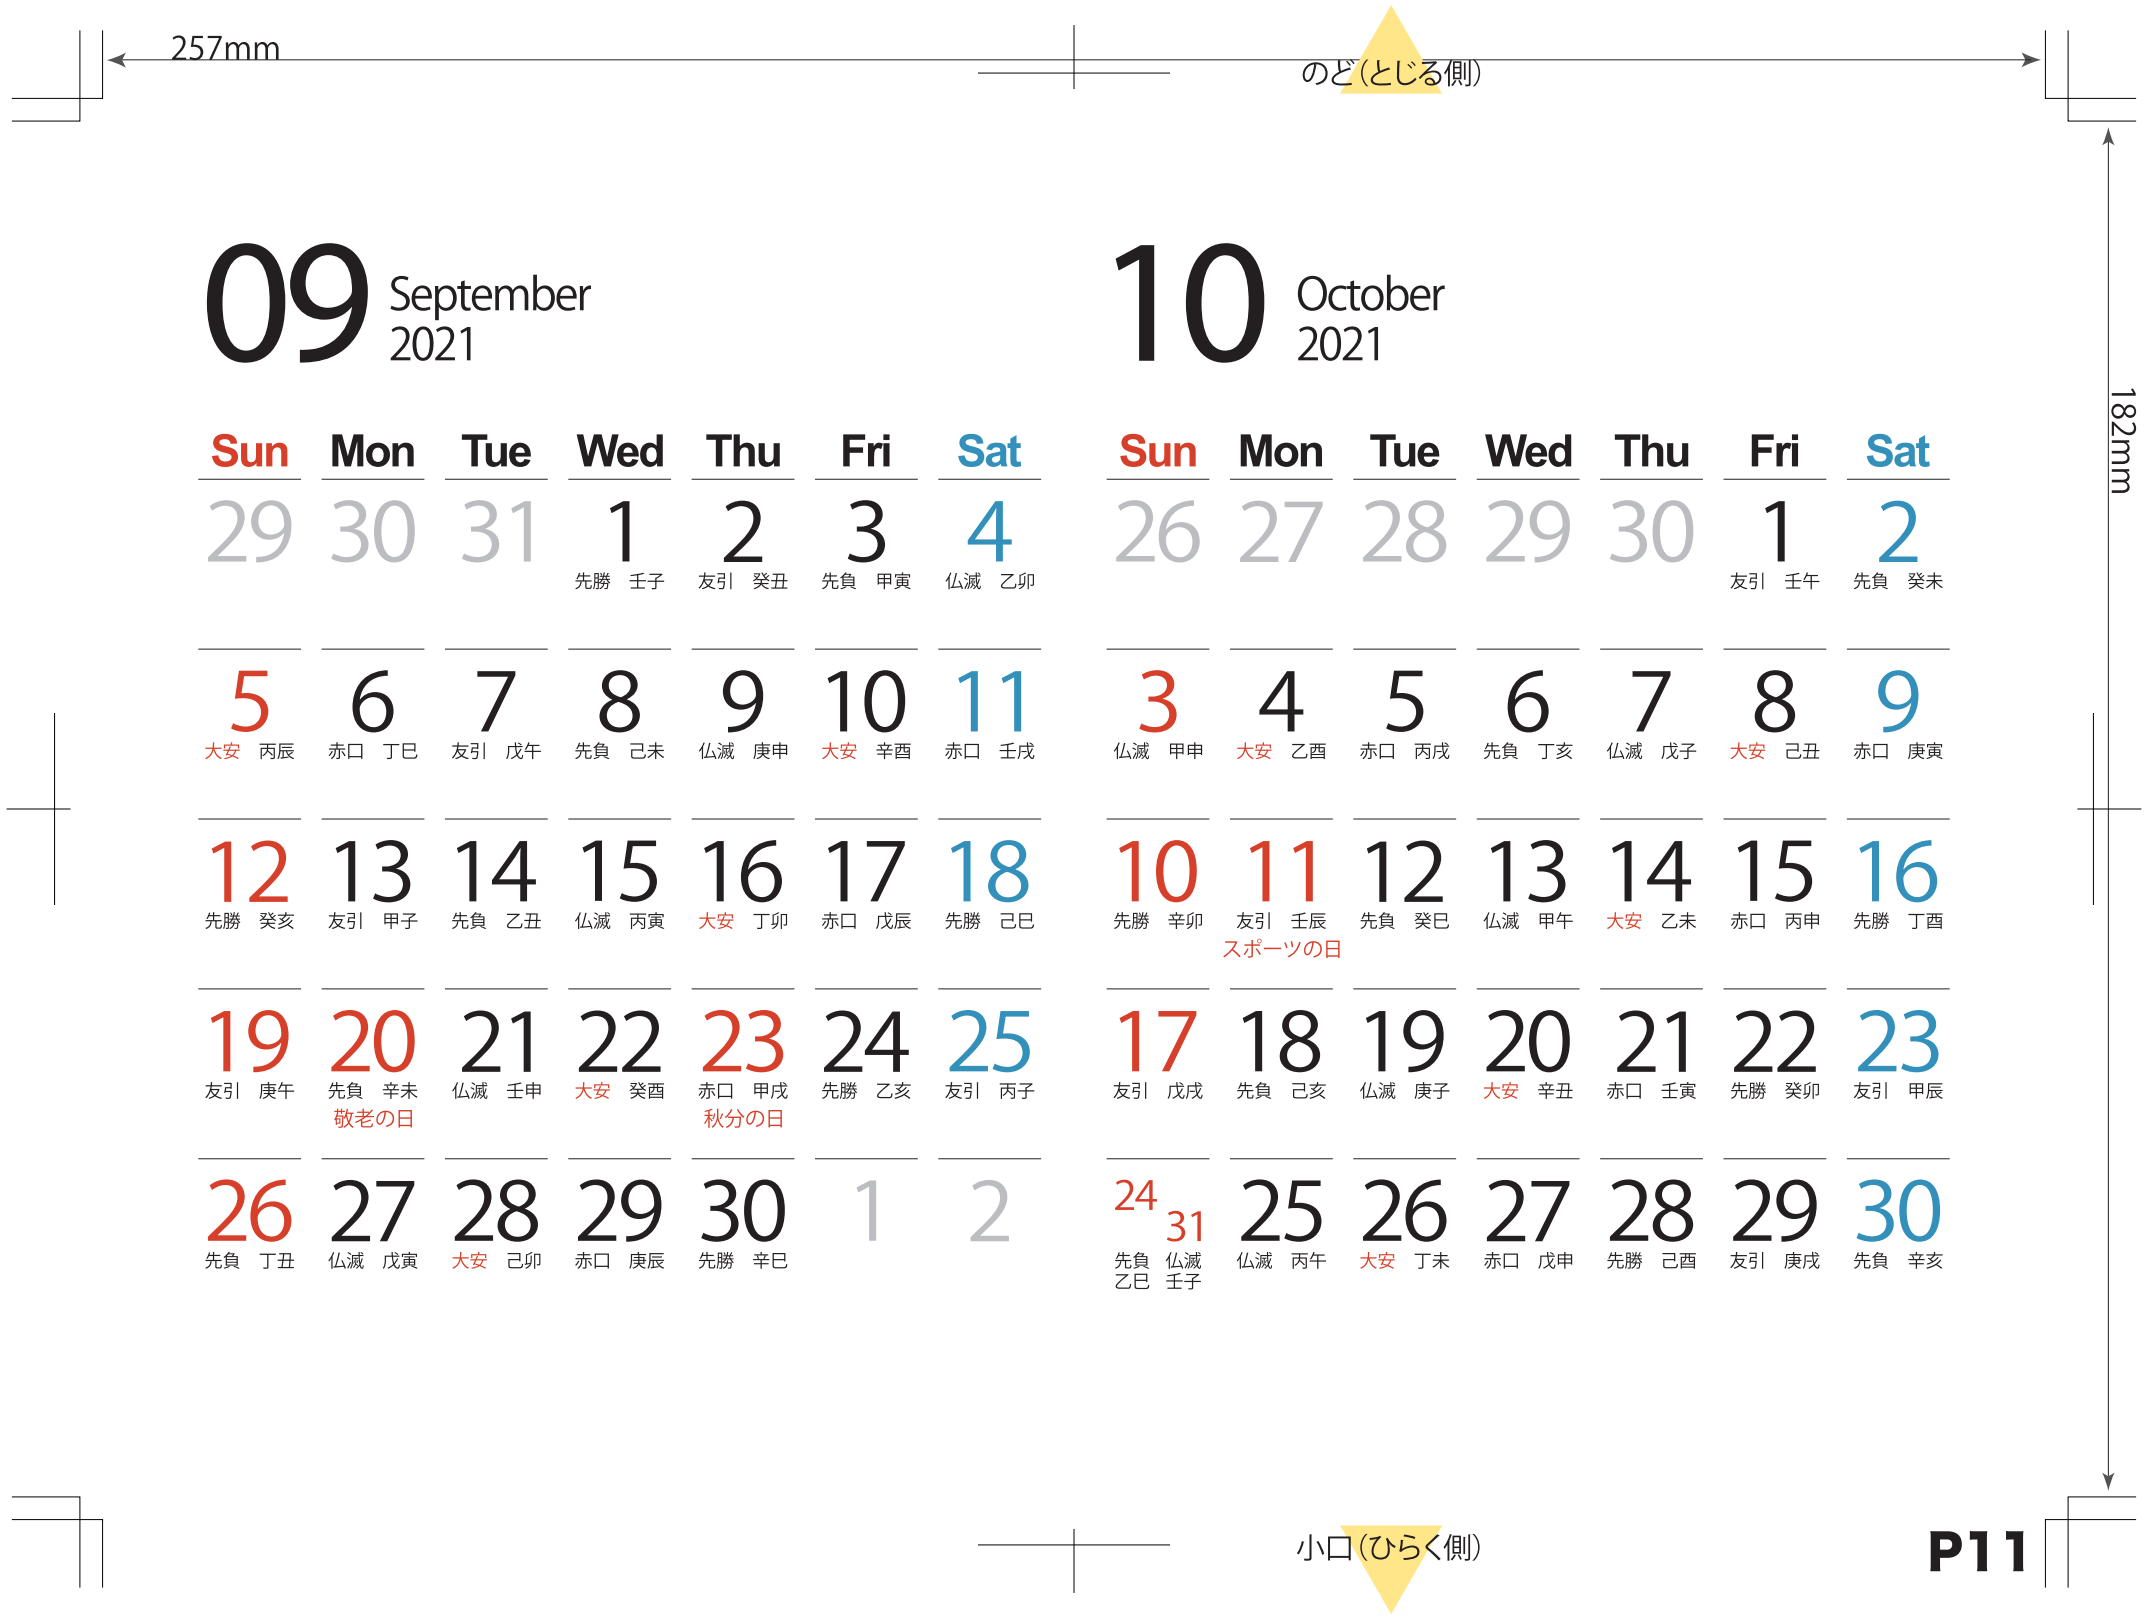 257mm
のど（とじる側）
182mm
09 September
2021
Sun Mon Tue Wed Thu Fri Sat
29 30 31 1 2 3 4
先勝 壬子 友引 癸丑 先負 甲寅 仏滅 乙卯
5 6 7 8 9 10 11
大安 丙辰 赤口 丁巳 友引 戊午 先負 己未 仏滅 庚申 大安 辛酉 赤口 壬戌
12 13 14 15 16 17 18
先勝 癸亥 友引 甲子 先負 乙丑 仏滅 丙寅 大安 丁卯 赤口 戊辰 先勝 己巳
19 20 21 22 23 24 25
友引 庚午 先負 辛未 仏滅 壬申 大安 癸酉 赤口 甲戌 先勝 乙亥 友引 丙子
敬老の日 秋分の日
26 27 28 29 30 1 2
先負 丁丑 仏滅 戊寅 大安 己卯 赤口 庚辰 先勝 辛巳
10 October
2021
Sun Mon Tue Wed Thu Fri Sat
26 27 28 29 30 1 2
友引 壬午 先負 癸未
3 4 5 6 7 8 9
仏滅 甲申 大安 乙酉 赤口 丙戌 先負 丁亥 仏滅 戊子 大安 己丑 赤口 庚寅
10 11 12 13 14 15 16
先勝 辛卯 友引 壬辰 先負 癸巳 仏滅 甲午 大安 乙未 赤口 丙申 先勝 丁酉
スポーツの日
17 18 19 20 21 22 23
友引 戊戌 先負 己亥 仏滅 庚子 大安 辛丑 赤口 壬寅 先勝 癸卯 友引 甲辰
24 31 25 26 27 28 29 30
先負 仏滅 仏滅 丙午 大安 丁未 赤口 戊申 先勝 己酉 友引 庚戌 先負 辛亥
乙巳 壬子
小口（ひらく側）
P11